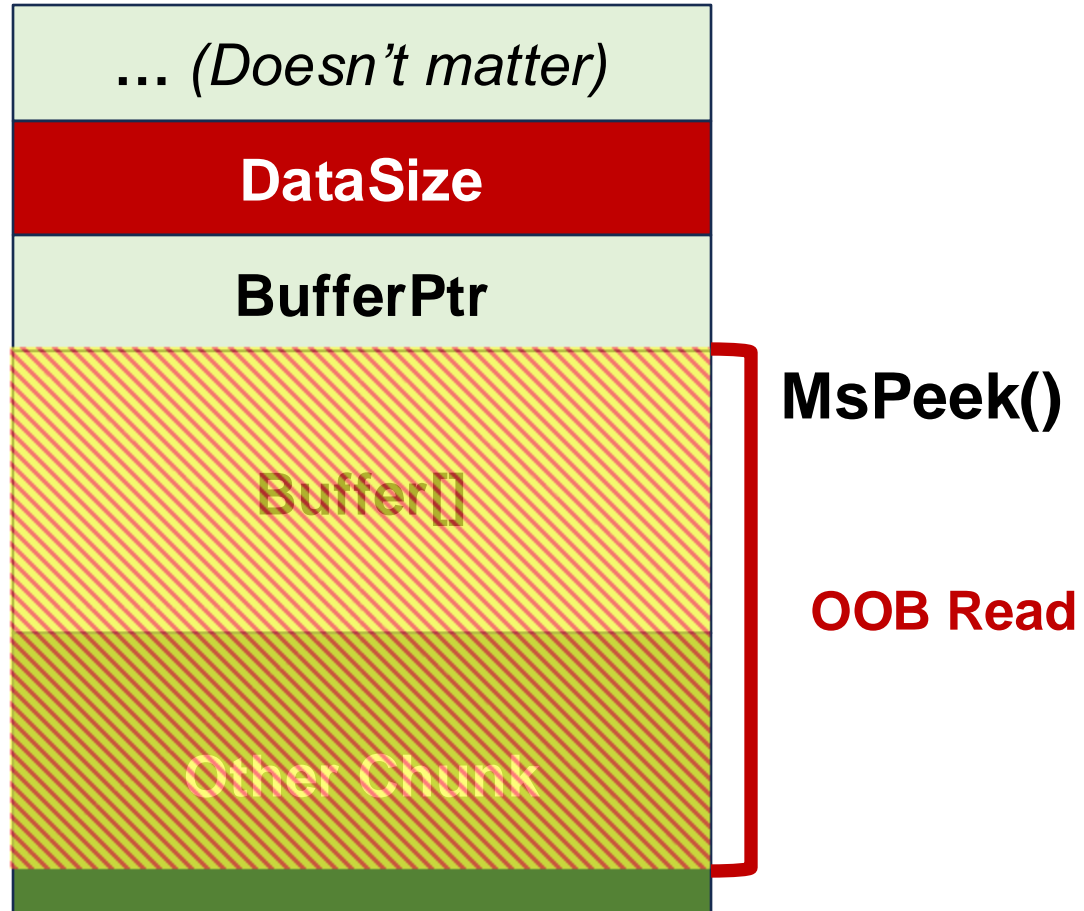 ... (Doesn’t matter)
DataSize
BufferPtr
MsPeek()
Buffer[]
OOB Read
Other Chunk